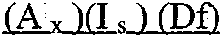 (A x )(I s ) (Df)